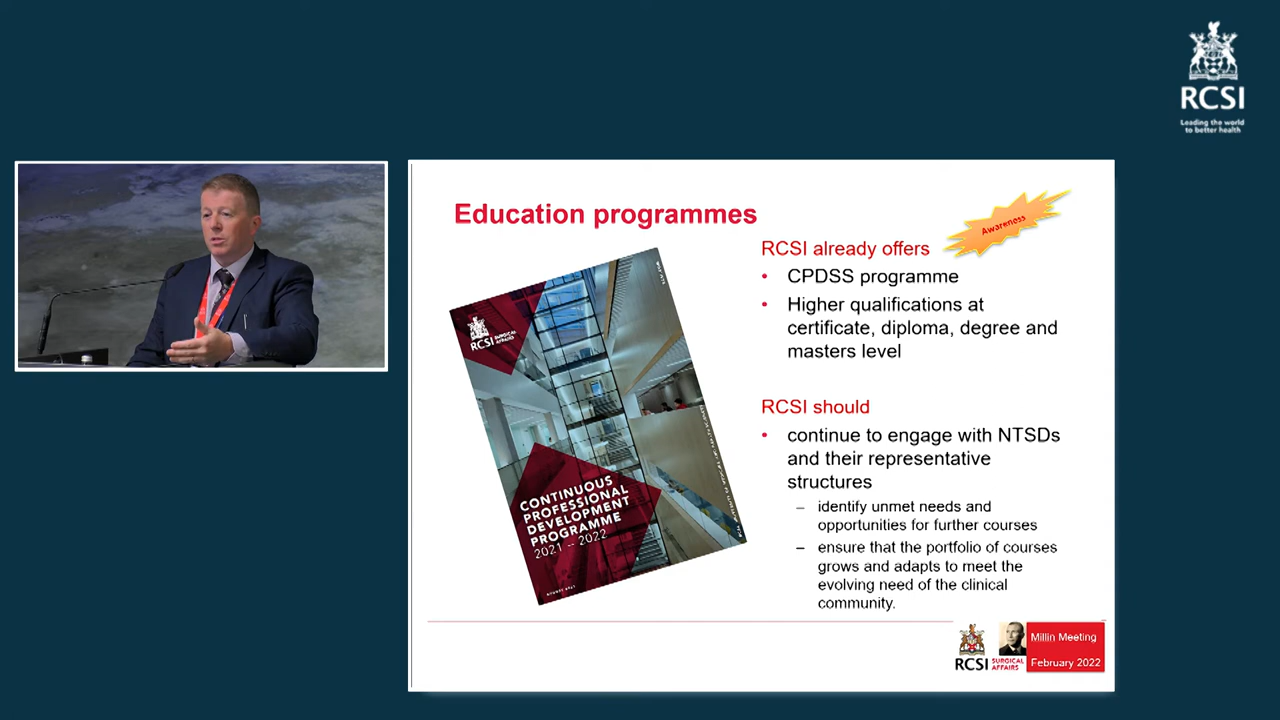 RCSI
Leading the world
to better health
Education programmes
Awareness
RCSI already offers
• CPDSS programme
• Higher qualifications at
certificate, diploma, degree and
masters level
RCSI should
• continue to engage with NTSDs
and their representative
structures
– identify unmet needs and
opportunities for further courses
– ensure that the portfolio of courses
grows and adapts to meet the
evolving need of the clinical
community.
RCSI SURGICAL
AFFAIRS
CONTINUOUS
PROFESSIONAL
DEVELOPMENT
PROGRAMME
2021 – 2022
RCSI SURGICAL
AFFAIRS
Millin Meeting
February 2022